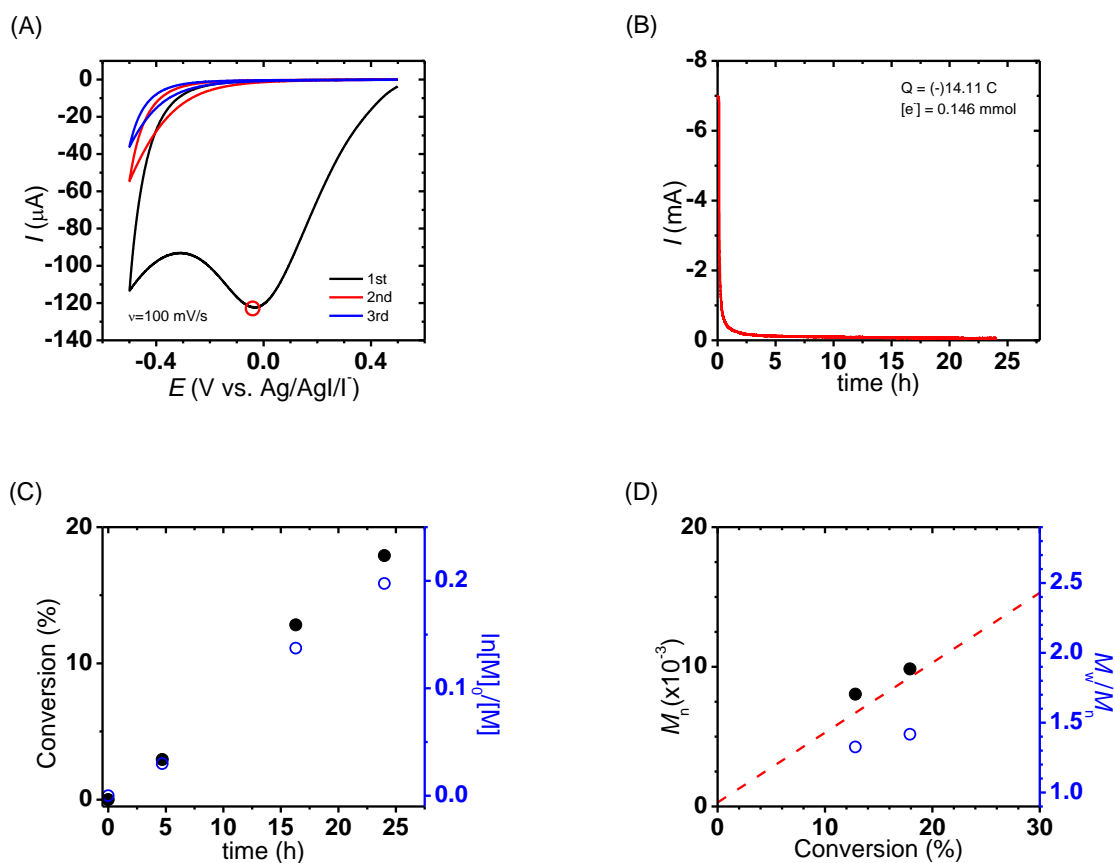 (A)
0
-20
-40
-60
-80
-100
-120
-140
I (μA)
1st
2nd
3rd
ν=100 mV/s
-0.4 0.0 0.4
E (V vs. Ag/AgI/I⁻)
(B)
-8
-6
-4
-2
0
I (mA)
Q = (-)14.11 C
[e⁻] = 0.146 mmol
0 5 10 15 20 25
time (h)
(C)
20
10
0
Conversion (%)
0.2
0.1
0.0
ln[M]₀/[M]
0 5 10 15 20 25
time (h)
(D)
20
10
0
Mₙ(x10⁻³)
2.5
2.0
1.5
1.0
M_w/Mₙ
0 10 20 30
Conversion (%)